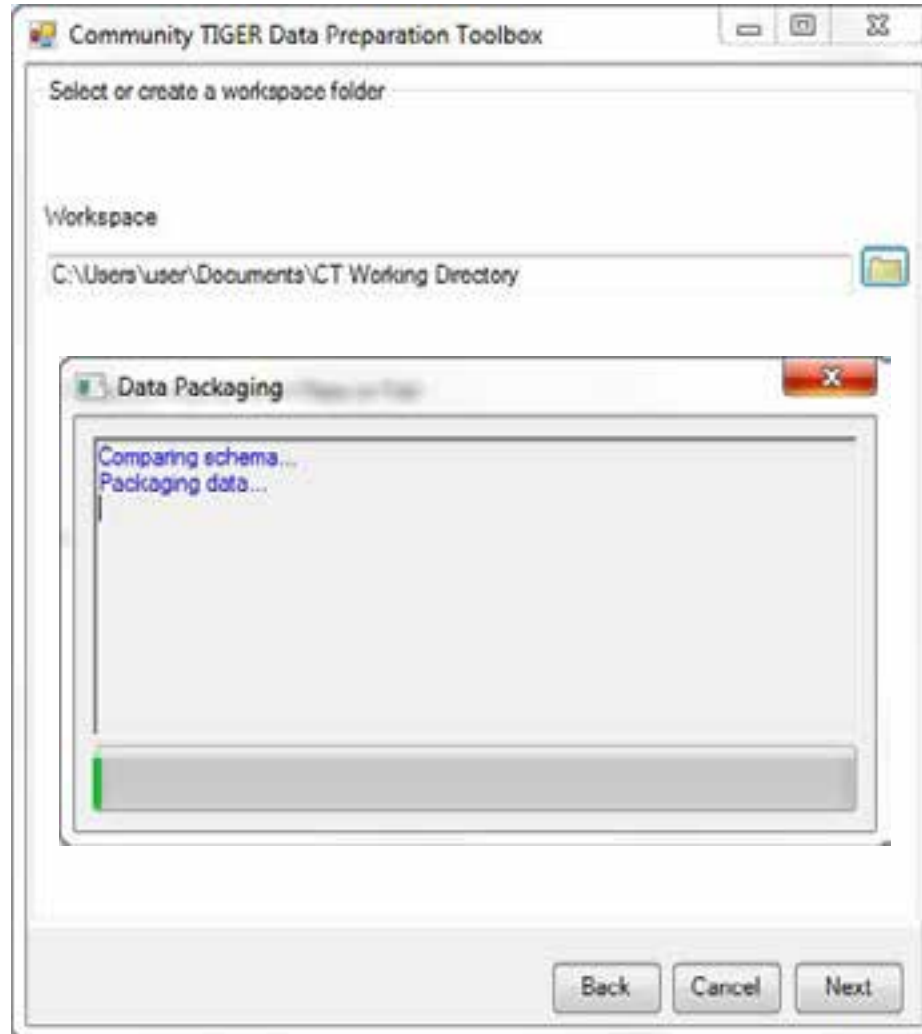 Community TIGER Data Preparation Toolbox
Select or create a workspace folder
Workspace
C:\Users\user\Documents\CT Working Directory
Data Packaging
Comparing schema...
Packaging data...
Back
Cancel
Next